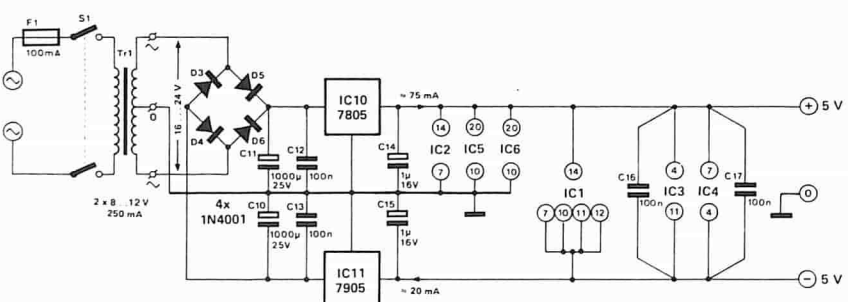 F1
100mA
S1
Tr1
0
16 ... 24 V
2 x 8 ... 12 V
250 mA
D3
D5
D4
D6
4x
1N4001
C11
1000µ
25V
C12
100n
C10
1000µ
25V
C13
100n
IC10
7805
IC11
7905
≈ 75 mA
≈ 20 mA
C14
1µ
16V
C15
1µ
16V
14
IC2
7
20
IC5
10
20
IC6
10
14
IC1
7
10
11
12
C16
100n
4
IC3
11
7
IC4
4
C17
100n
+ 5 V
0
− 5 V